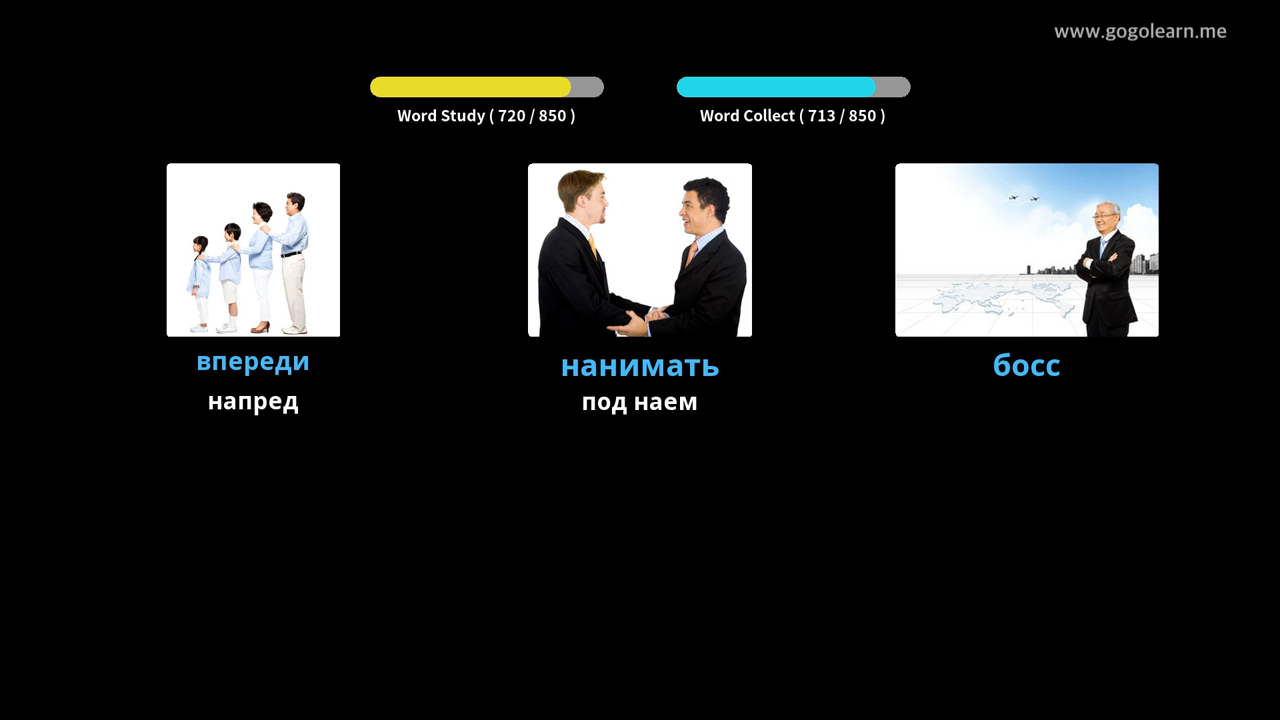 www.gogolearn.me
Word Study ( 720 / 850 )
Word Collect ( 713 / 850 )
впереди
напред
нанимать
под наем
босс